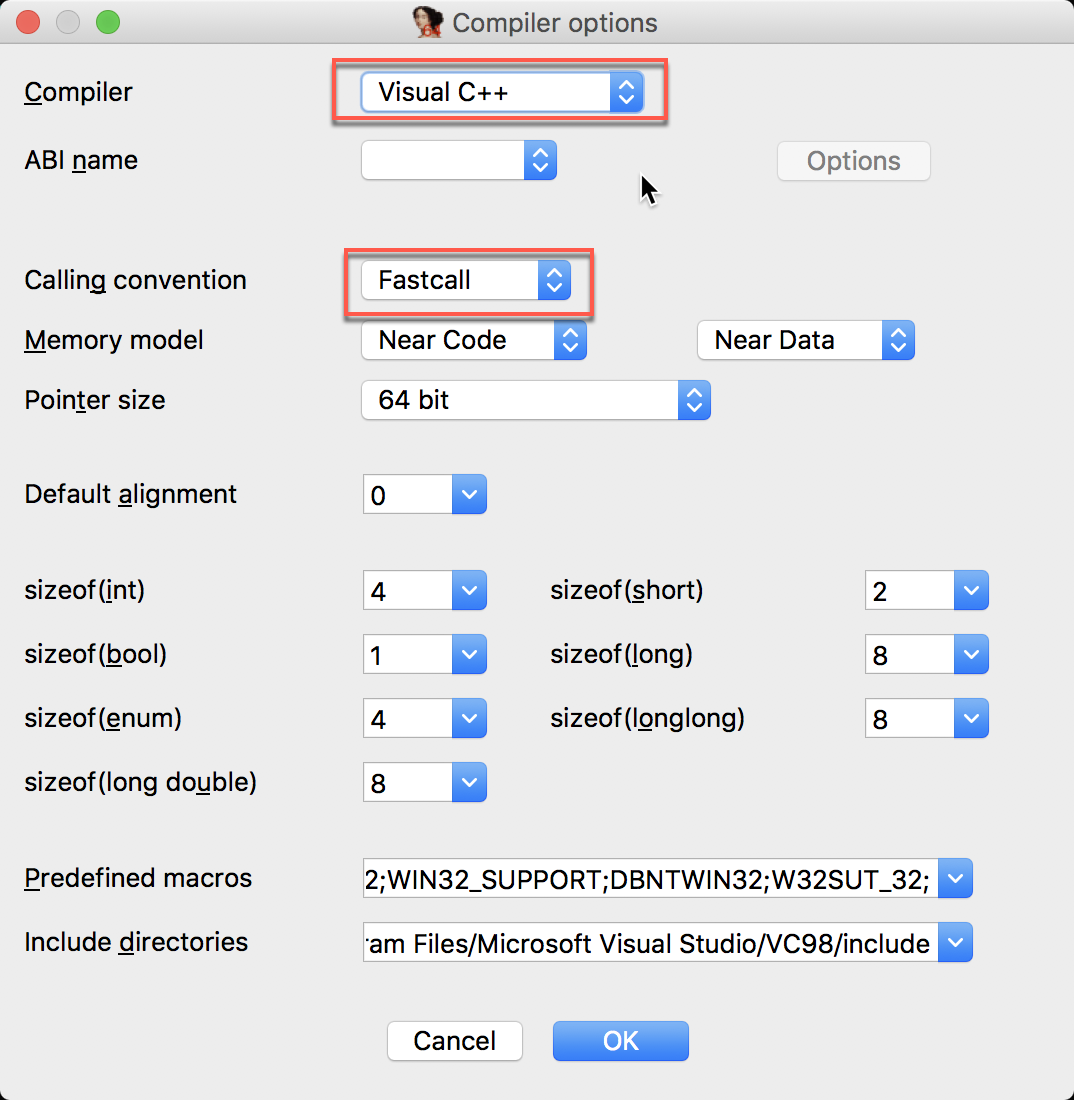 Compiler options
Compiler Visual C++
ABI name Options
Calling convention Fastcall
Memory model Near Code Near Data
Pointer size 64 bit
Default alignment 0
sizeof(int) 4 sizeof(short) 2
sizeof(bool) 1 sizeof(long) 8
sizeof(enum) 4 sizeof(longlong) 8
sizeof(long double) 8
Predefined macros 2;WIN32_SUPPORT;DBNTWIN32;W32SUT_32;
Include directories am Files/Microsoft Visual Studio/VC98/include
Cancel OK